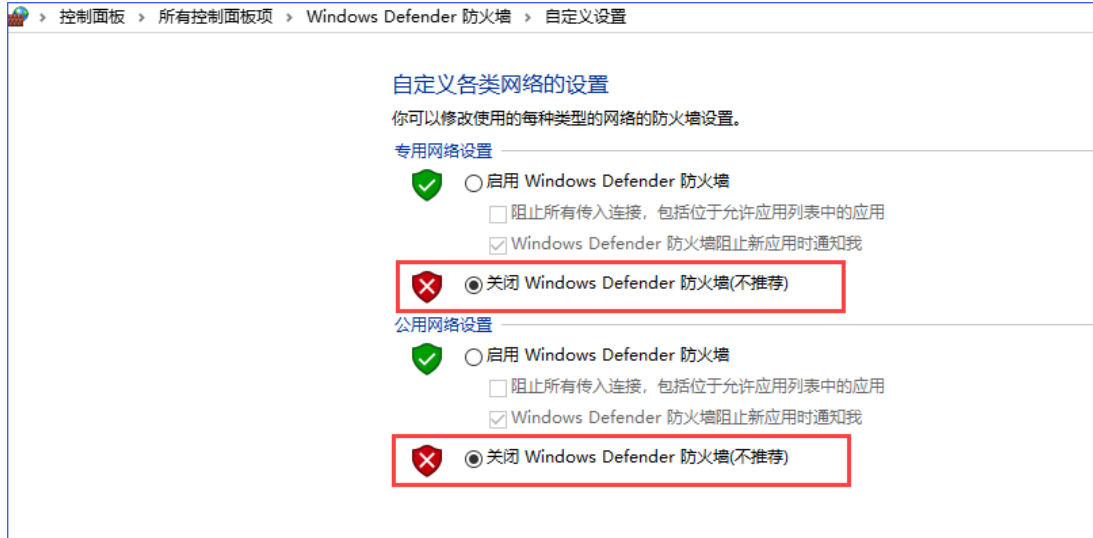 控制面板 › 所有控制面板项 › Windows Defender 防火墙 › 自定义设置
自定义各类网络的设置
你可以修改使用的每种类型的网络的防火墙设置。
专用网络设置
启用 Windows Defender 防火墙
阻止所有传入连接，包括位于允许应用列表中的应用
Windows Defender 防火墙阻止新应用时通知我
关闭 Windows Defender 防火墙(不推荐)
公用网络设置
启用 Windows Defender 防火墙
阻止所有传入连接，包括位于允许应用列表中的应用
Windows Defender 防火墙阻止新应用时通知我
关闭 Windows Defender 防火墙(不推荐)